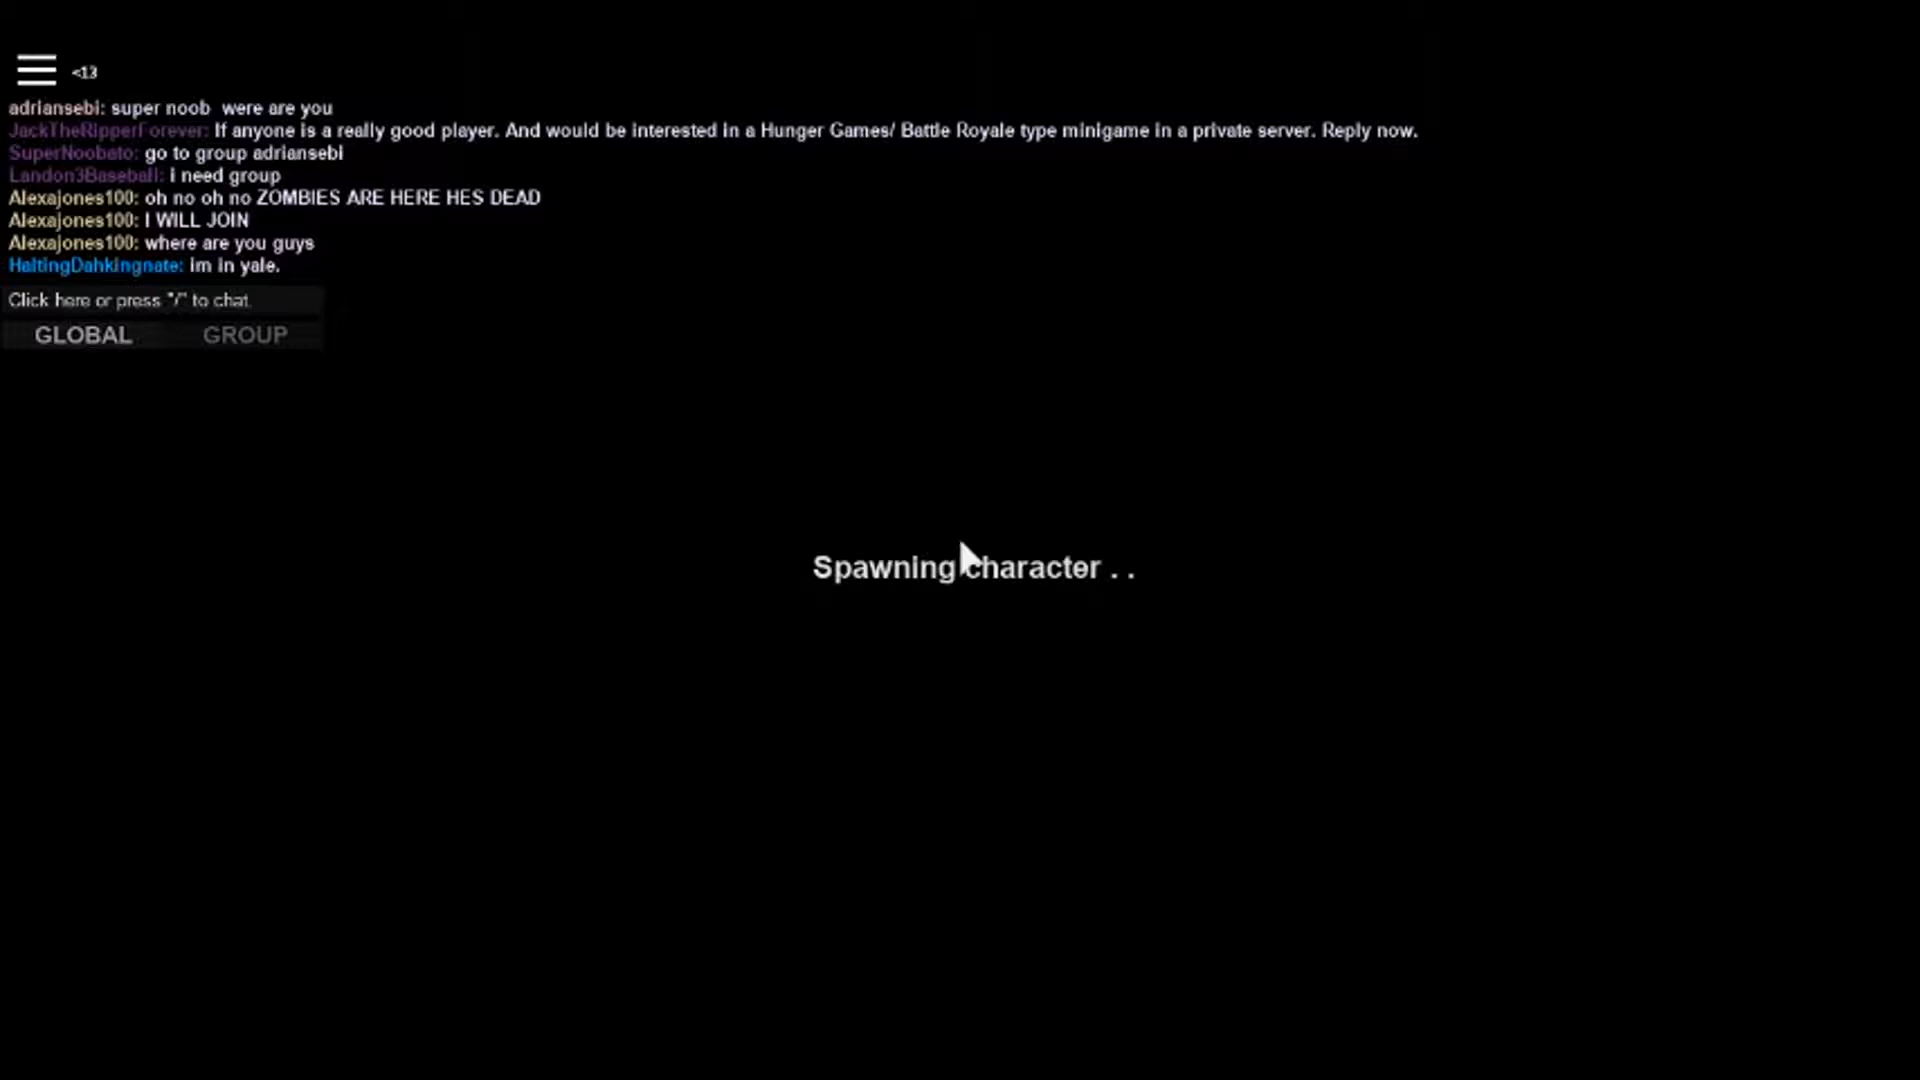 <13
adriansebi: super noob were are you
JackTheRipperForever: If anyone is a really good player. And would be interested in a Hunger Games/ Battle Royale type minigame in a private server. Reply now.
SuperNoobato: go to group adriansebi
Landon3Baseball: i need group
Alexajones100: oh no oh no ZOMBIES ARE HERE HES DEAD
Alexajones100: I WILL JOIN
Alexajones100: where are you guys
HaltingDahkingnate: im in yale.
Click here or press "/" to chat.
GLOBAL GROUP
Spawning character . .